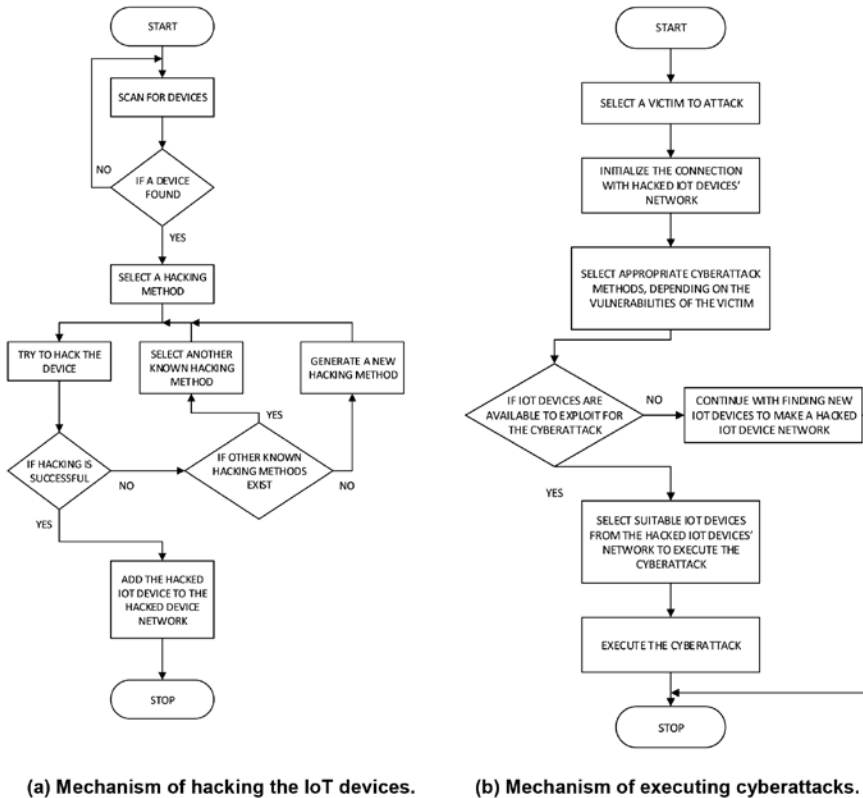 START
SCAN FOR DEVICES
NO
IF A DEVICE
FOUND
YES
SELECT A HACKING
METHOD
TRY TO HACK THE
DEVICE
SELECT ANOTHER
KNOWN HACKING
METHOD
GENERATE A NEW
HACKING METHOD
YES
IF HACKING IS
SUCCESSFUL
NO
IF OTHER KNOWN
HACKING METHODS
EXIST
NO
YES
ADD THE HACKED
IOT DEVICE TO THE
HACKED DEVICE
NETWORK
STOP
(a) Mechanism of hacking the IoT devices.
START
SELECT A VICTIM TO ATTACK
INITIALIZE THE CONNECTION
WITH HACKED IOT DEVICES'
NETWORK
SELECT APPROPRIATE CYBERATTACK
METHODS, DEPENDING ON THE
VULNERABILITIES OF THE VICTIM
IF IOT DEVICES ARE
AVAILABLE TO EXPLOIT FOR
THE CYBERATTACK
NO
CONTINUE WITH FINDING NEW
IOT DEVICES TO MAKE A HACKED
IOT DEVICE NETWORK
YES
SELECT SUITABLE IOT DEVICES
FROM THE HACKED IOT DEVICES'
NETWORK TO EXECUTE THE
CYBERATTACK
EXECUTE THE CYBERATTACK
STOP
(b) Mechanism of executing cyberattacks.